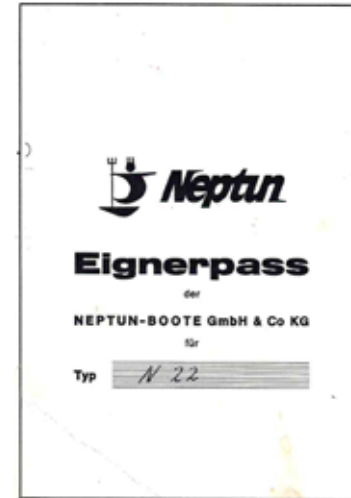 Neptun
Eignerpass
der
NEPTUN-BOOTE GmbH & Co KG
für
Typ N 22